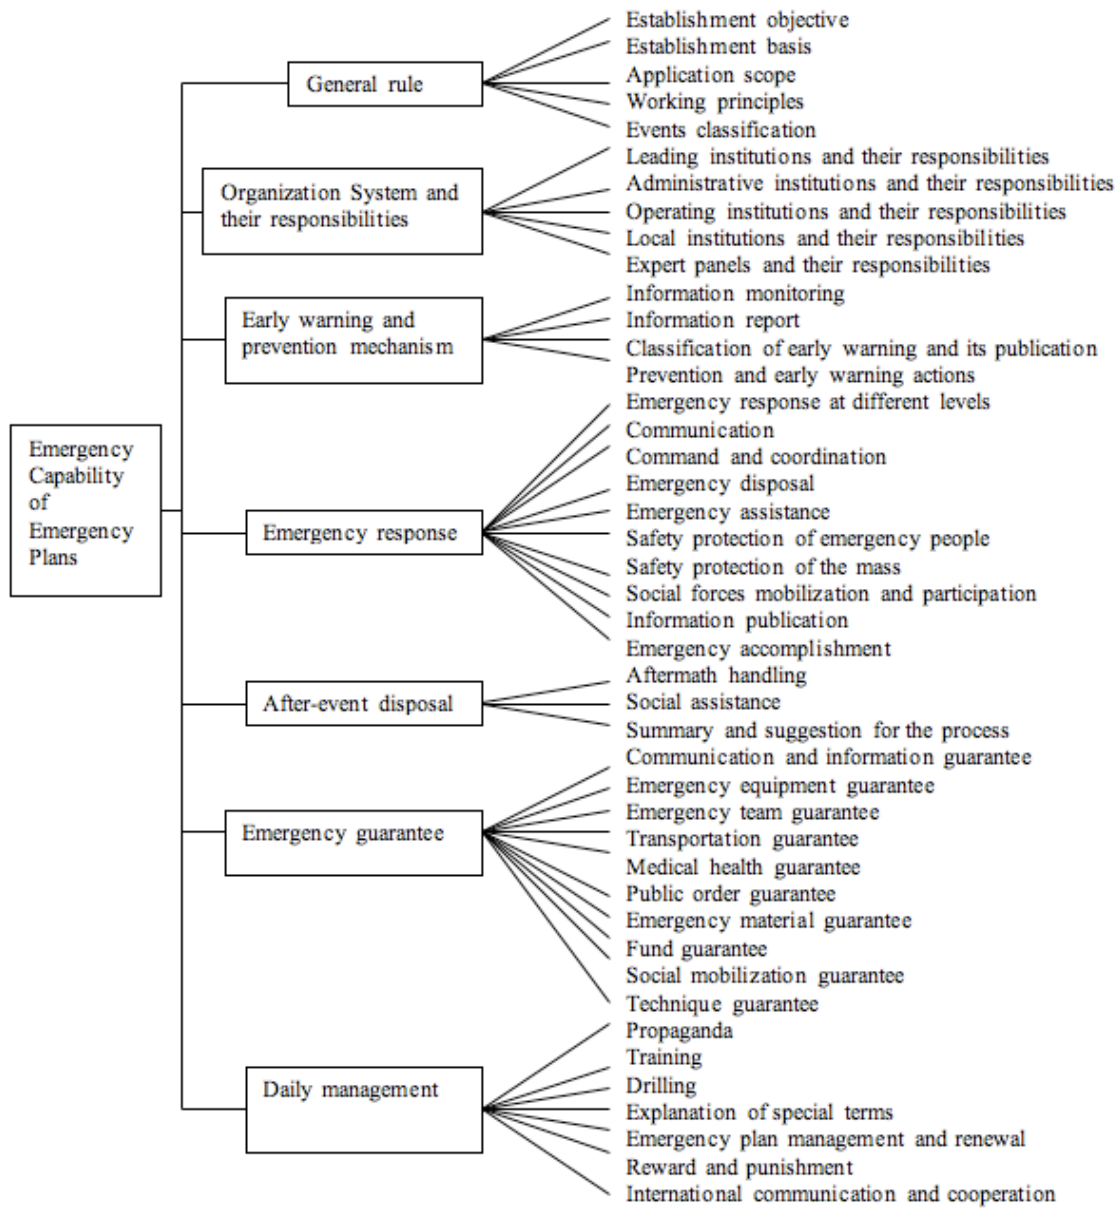 Emergency
Capability
of
Emergency
Plans
General rule
Establishment objective
Establishment basis
Application scope
Working principles
Events classification
Organization System and
their responsibilities
Leading institutions and their responsibilities
Administrative institutions and their responsibilities
Operating institutions and their responsibilities
Local institutions and their responsibilities
Expert panels and their responsibilities
Early warning and
prevention mechanism
Information monitoring
Information report
Classification of early warning and its publication
Prevention and early warning actions
Emergency response
Emergency response at different levels
Communication
Command and coordination
Emergency disposal
Emergency assistance
Safety protection of emergency people
Safety protection of the mass
Social forces mobilization and participation
Information publication
Emergency accomplishment
After-event disposal
Aftermath handling
Social assistance
Summary and suggestion for the process
Emergency guarantee
Communication and information guarantee
Emergency equipment guarantee
Emergency team guarantee
Transportation guarantee
Medical health guarantee
Public order guarantee
Emergency material guarantee
Fund guarantee
Social mobilization guarantee
Technique guarantee
Daily management
Propaganda
Training
Drilling
Explanation of special terms
Emergency plan management and renewal
Reward and punishment
International communication and cooperation